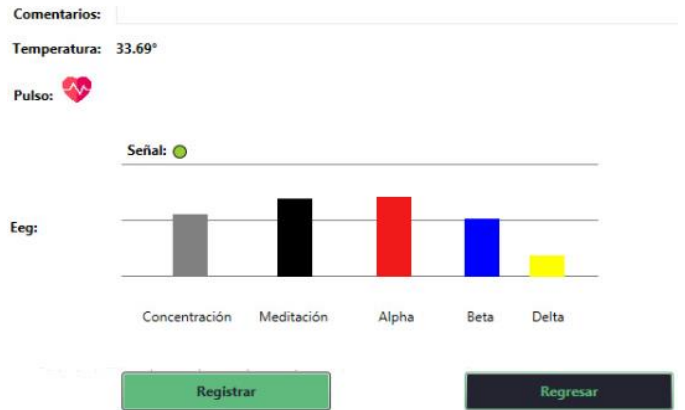 Comentarios:
Temperatura: 33.69°
Pulso:
Señal:
Eeg:
Concentración Meditación Alpha Beta Delta
Registrar Regresar